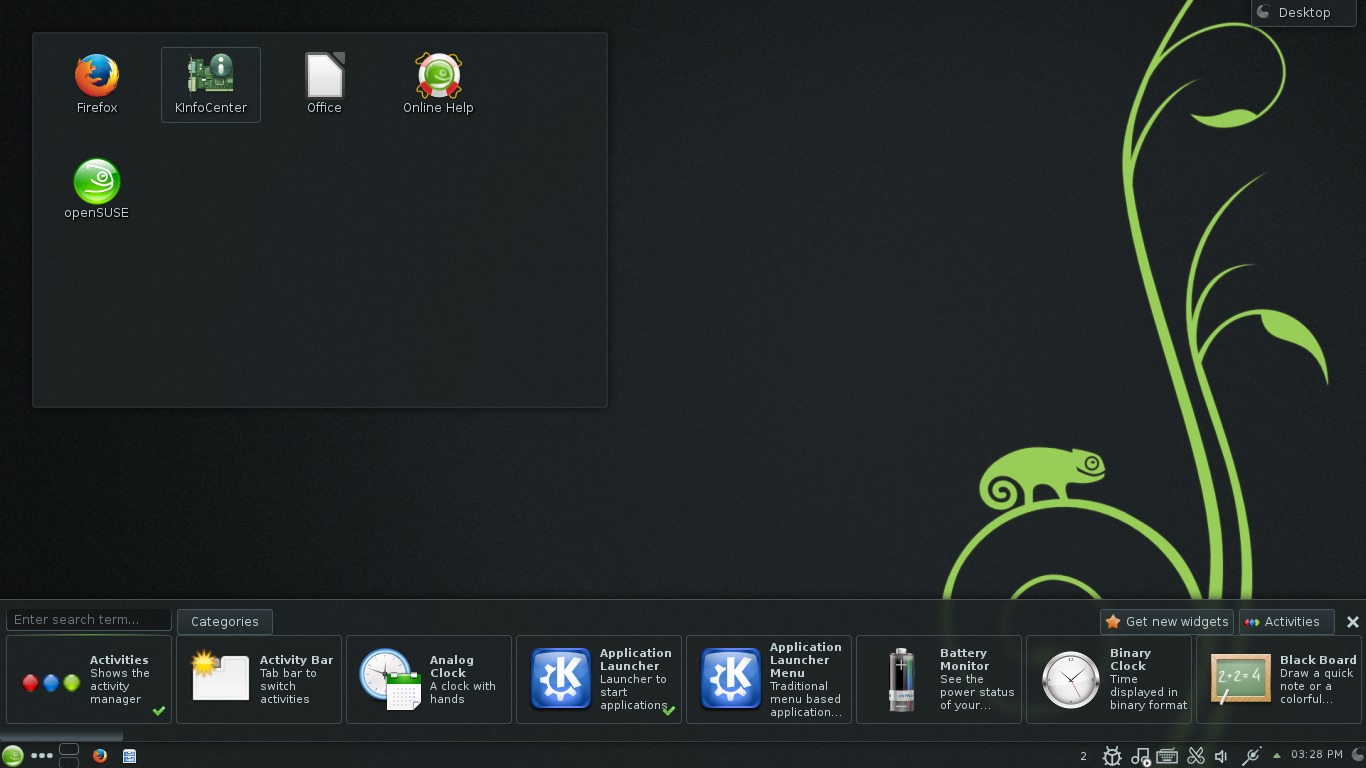 Desktop
Firefox
KInfoCenter
Office
Online Help
openSUSE
Enter search term...
Categories
Get new widgets
Activities
Activities
Shows the
activity
manager
Activity Bar
Tab bar to
switch
activities
Analog
Clock
A clock with
hands
Application
Launcher
Launcher to
start
applications
Application
Launcher
Menu
Traditional
menu based
application...
Battery
Monitor
See the
power status
of your...
Binary
Clock
Time
displayed in
binary format
2+2=4
Black Board
Draw a quick
note or a
colorful...
2
03:28 PM